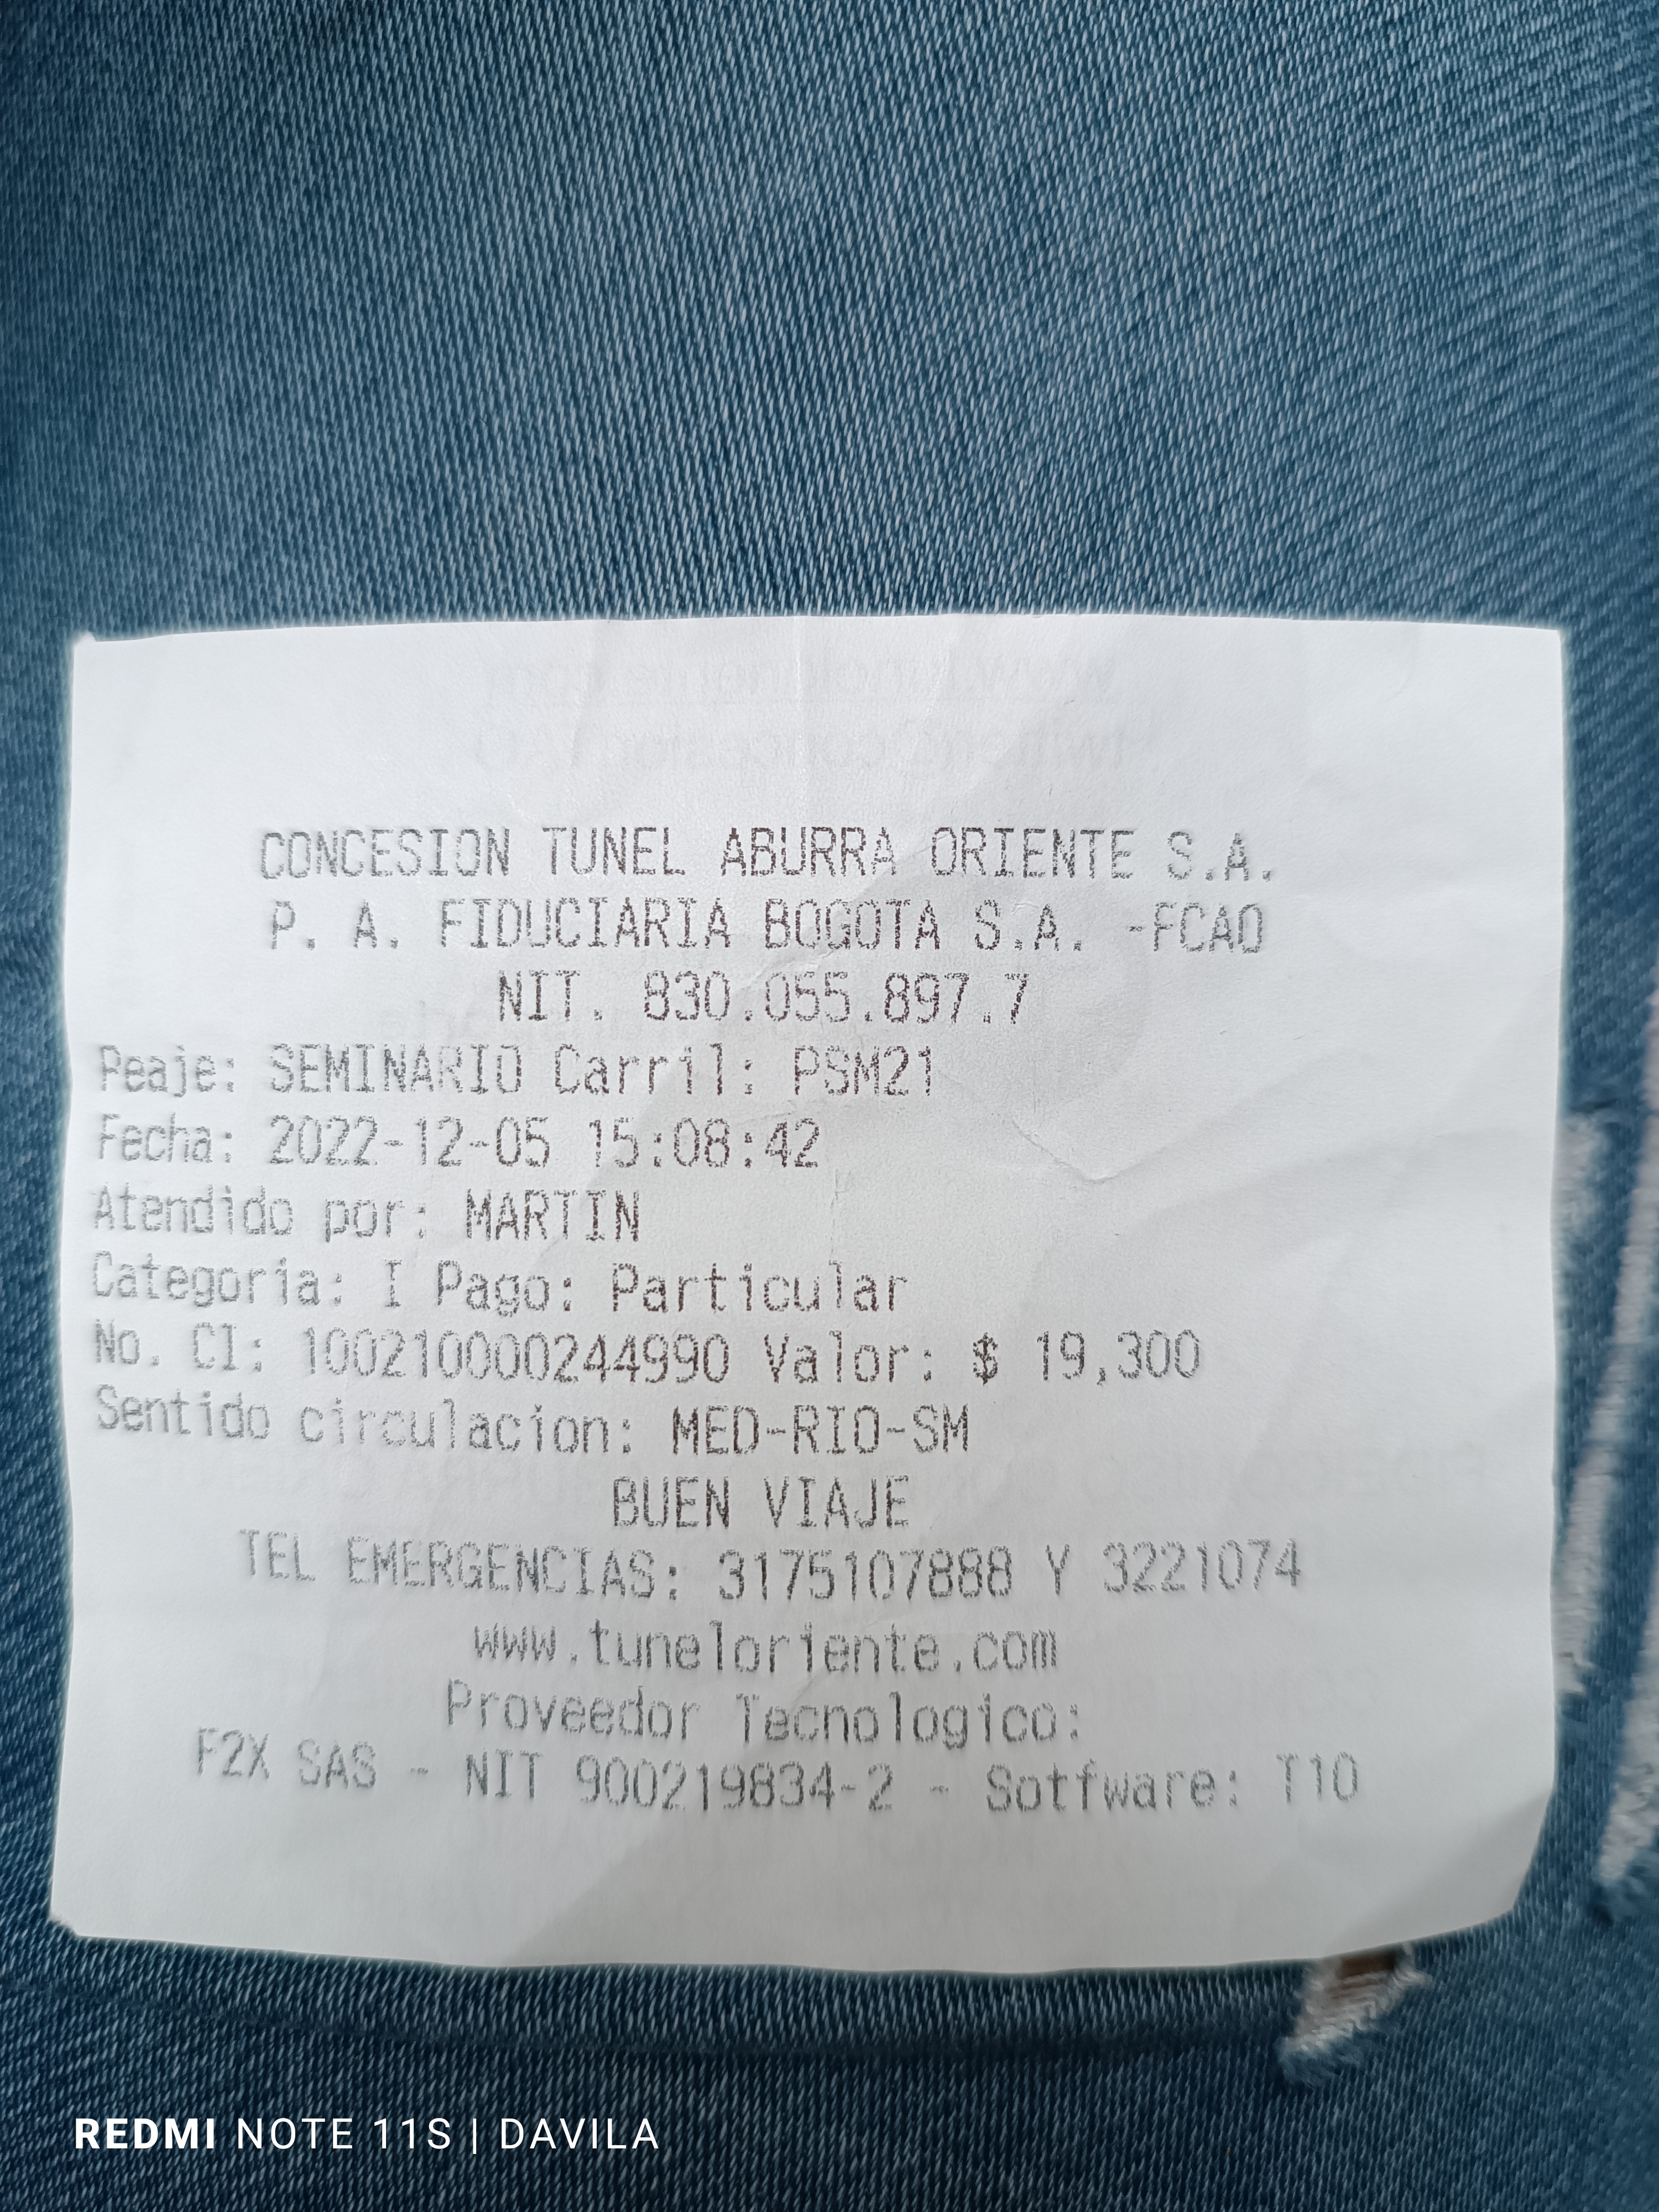 CONCESION TUNEL ABURRA ORIENTE S.A.
P. A. FIDUCIARIA BOGOTA S.A. -FCAO
NIT. 830.055.897.7
Peaje: SEMINARIO Carril: PSM21
Fecha: 2022-12-05 15:08:42
Atendido por: MARTIN
Categoria: I Pago: Particular
No. CI: 100210000244990 Valor: $ 19,300
Sentido circulacion: MED-RIO-SM
BUEN VIAJE
TEL EMERGENCIAS: 3175107888 Y 3221074
www.tuneloriente.com
Proveedor Tecnologico:
F2X SAS - NIT 900219834-2 - Sotfware: T10
REDMI NOTE 11S | DAVILA